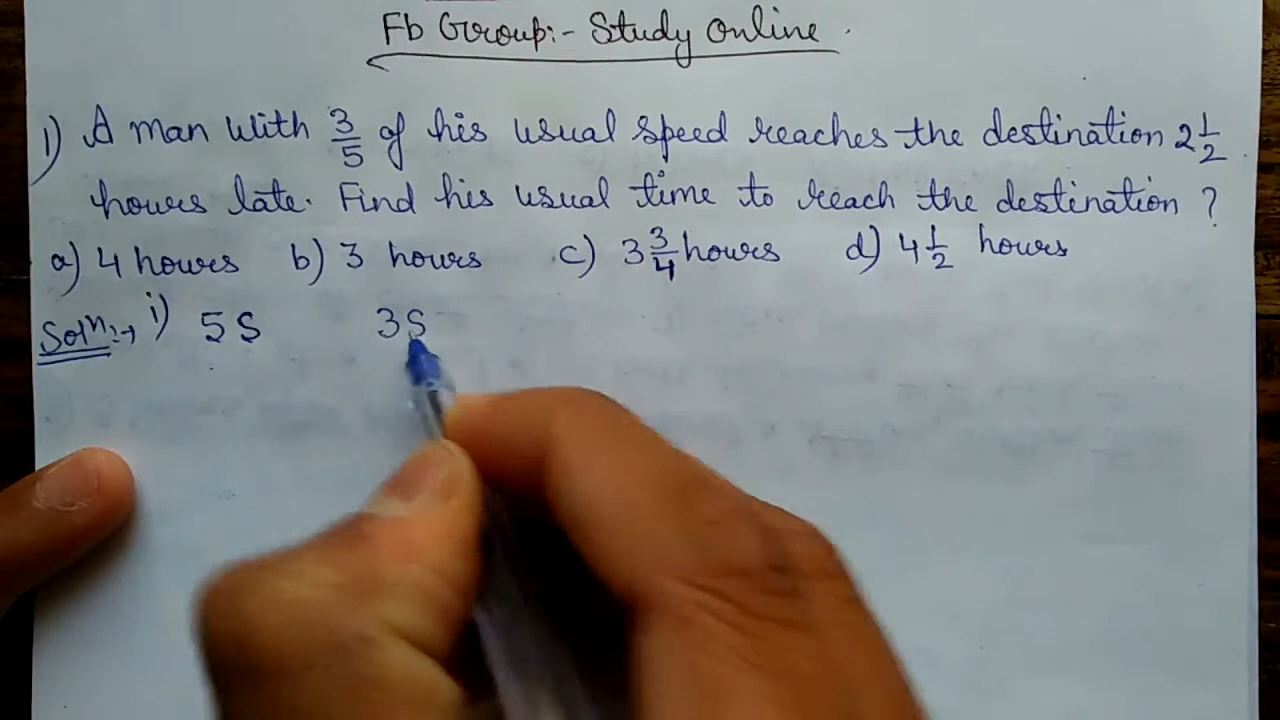 Fb Group:- Study Online.
1) A man with 3/5 of his usual speed reaches the destination 2 1/2
hours late. Find his usual time to reach the destination ?
a) 4 hours b) 3 hours c) 3 3/4 hours d) 4 1/2 hours
Solⁿ:→ i) 5S 3S